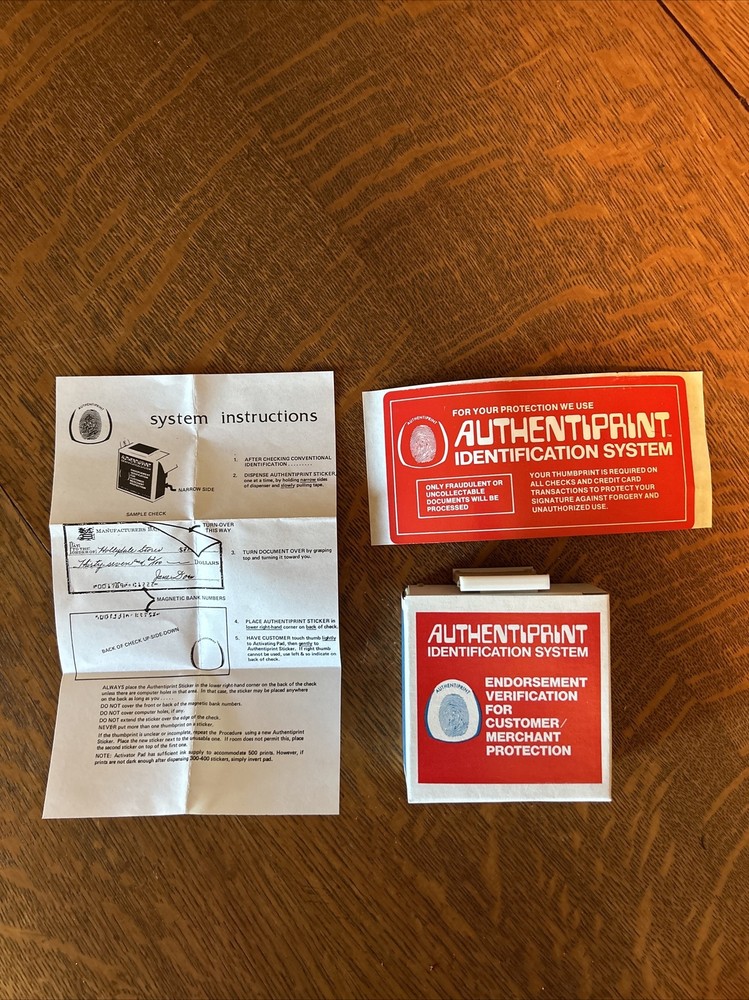 AUTHENTIPRINT
system instructions
NARROW SIDE
1. AFTER CHECKING CONVENTIONAL
IDENTIFICATION . . . . . . . . .
2. DISPENSE AUTHENTIPRINT STICKER,
one at a time, by holding narrow sides
of dispenser and slowly pulling tape.
SAMPLE CHECK
MANUFACTURERS
TURN OVER
THIS WAY
Hollydale Stores
Thirty seven
DOLLARS
Jane Doe
3. TURN DOCUMENT OVER by grasping
top and turning it toward you.
MAGNETIC BANK NUMBERS
BACK OF CHECK UP-SIDE-DOWN
4. PLACE AUTHENTIPRINT STICKER in
lower right-hand corner on back of check.
5. HAVE CUSTOMER touch thumb lightly
to Activating Pad, then gently to
Authentiprint Sticker. If right thumb
cannot be used, use left & so indicate on
back of check.
ALWAYS place the Authentiprint Sticker in the lower right-hand corner on the back of the check
unless there are computer holes in that area. In that case, the sticker may be placed anywhere
on the back as long as you . . . .
DO NOT cover the front or back of the magnetic bank numbers.
DO NOT cover computer holes, if any.
DO NOT extend the sticker over the edge of the check.
NEVER put more than one thumbprint on a sticker.
If the thumbprint is unclear or incomplete, repeat the Procedure using a new Authentiprint
Sticker. Place the new sticker next to the unusable one. If room does not permit this, place
the second sticker on top of the first one.
NOTE: Activator Pad has sufficient ink supply to accommodate 500 prints. However, if
prints are not dark enough after dispensing 300-400 stickers, simply invert pad.
AUTHENTIPRINT
FOR YOUR PROTECTION WE USE
AUTHENTIPRINT™
IDENTIFICATION SYSTEM
ONLY FRAUDULENT OR
UNCOLLECTABLE
DOCUMENTS WILL BE
PROCESSED
YOUR THUMBPRINT IS REQUIRED ON
ALL CHECKS AND CREDIT CARD
TRANSACTIONS TO PROTECT YOUR
SIGNATURE AGAINST FORGERY AND
UNAUTHORIZED USE.
AUTHENTIPRINT
IDENTIFICATION SYSTEM
AUTHENTIPRINT
ENDORSEMENT
VERIFICATION
FOR
CUSTOMER/
MERCHANT
PROTECTION